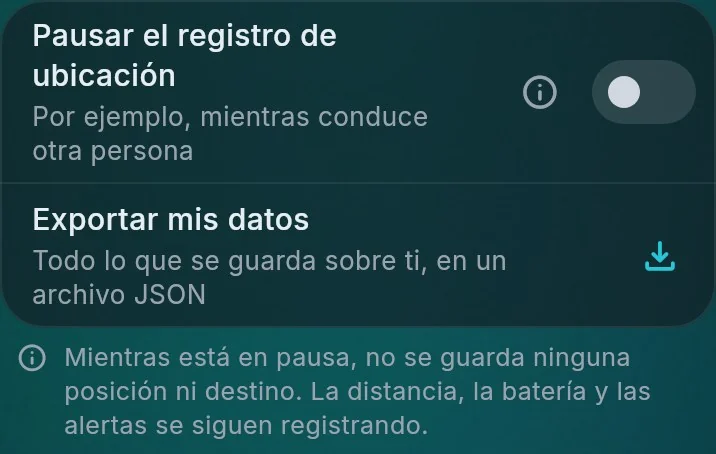 Pausar el registro de
ubicación
Por ejemplo, mientras conduce
otra persona
Exportar mis datos
Todo lo que se guarda sobre ti, en un
archivo JSON
Mientras está en pausa, no se guarda ninguna
posición ni destino. La distancia, la batería y las
alertas se siguen registrando.